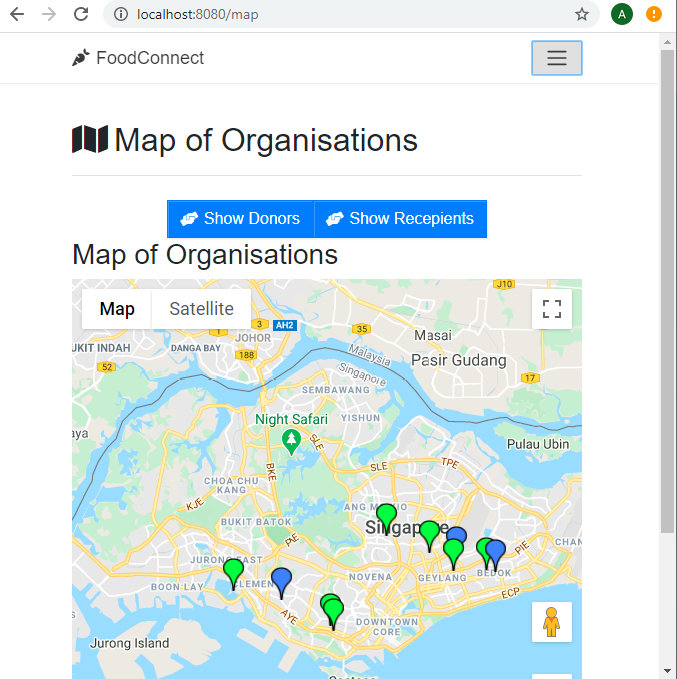 localhost:8080/map
A
FoodConnect
Map of Organisations
Show Donors
Show Recepients
Map of Organisations
Map
Satellite
J10
3
AH2
35
Masai
JOHOR
1
UKIT INDAH
DANGA BAY
188
Malaysia
Singapore
Pasir Gudang
52
17
SEMBAWANG
Night Safari
YISHUN
SLE
aya
Pulau Ubin
BKE
SLE
TPE
CHOA CHU
KANG
KJE
ANG MO KIO
Singapore
BUKIT BATOK
PIE
PIE
CHAN
JURONG EAST
NOVENA
GEYLANG
BEDOK
BOON LAY
CLEMEN
ECP
AYE
DOWNTOWN
CORE
Jurong Island
Sentosa